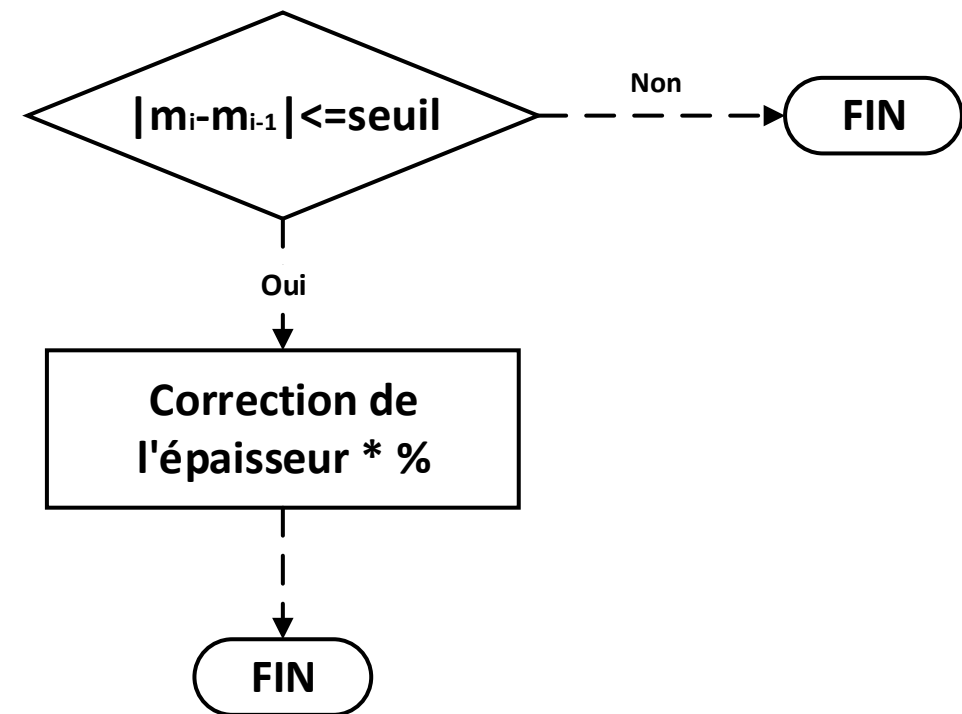 |mi-mi-1|<=seuil
Non
FIN
Oui
Correction de
l'épaisseur * %
FIN